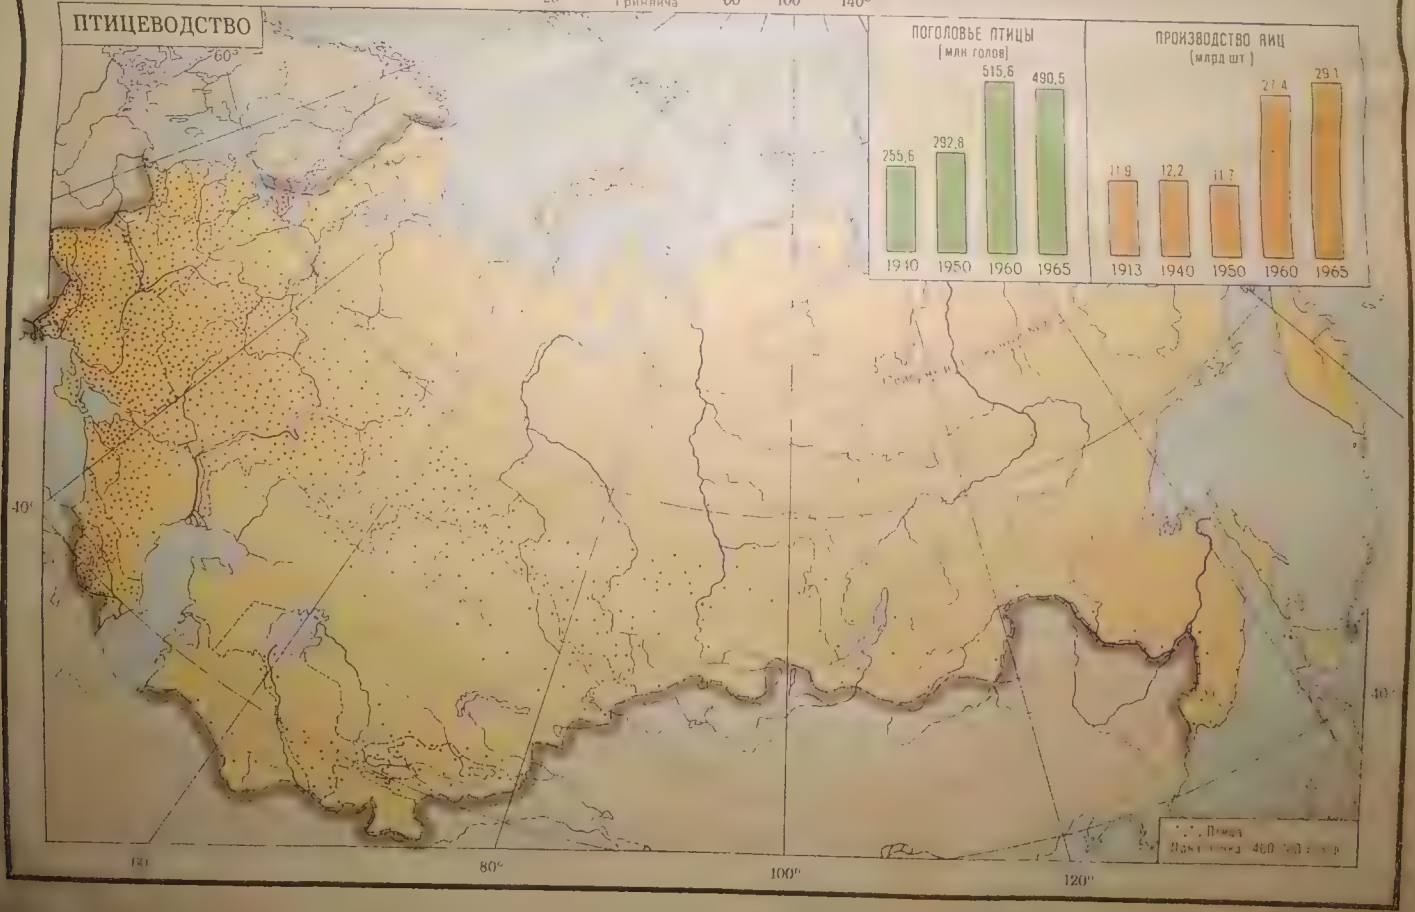 Гринвича 60° 100° 140°
ПТИЦЕВОДСТВО
60°
ПОГОЛОВЬЕ ПТИЦЫ
[млн голов]
515,6 490,5
292,8
255,6
1940 1950 1960 1965
ПРОИЗВОДСТВО ЯИЦ
(млрд шт.)
29,1
27,4
11,9 12,2 11,7
1913 1940 1950 1960 1965
40°
40°
Птица
80° 100° 120°